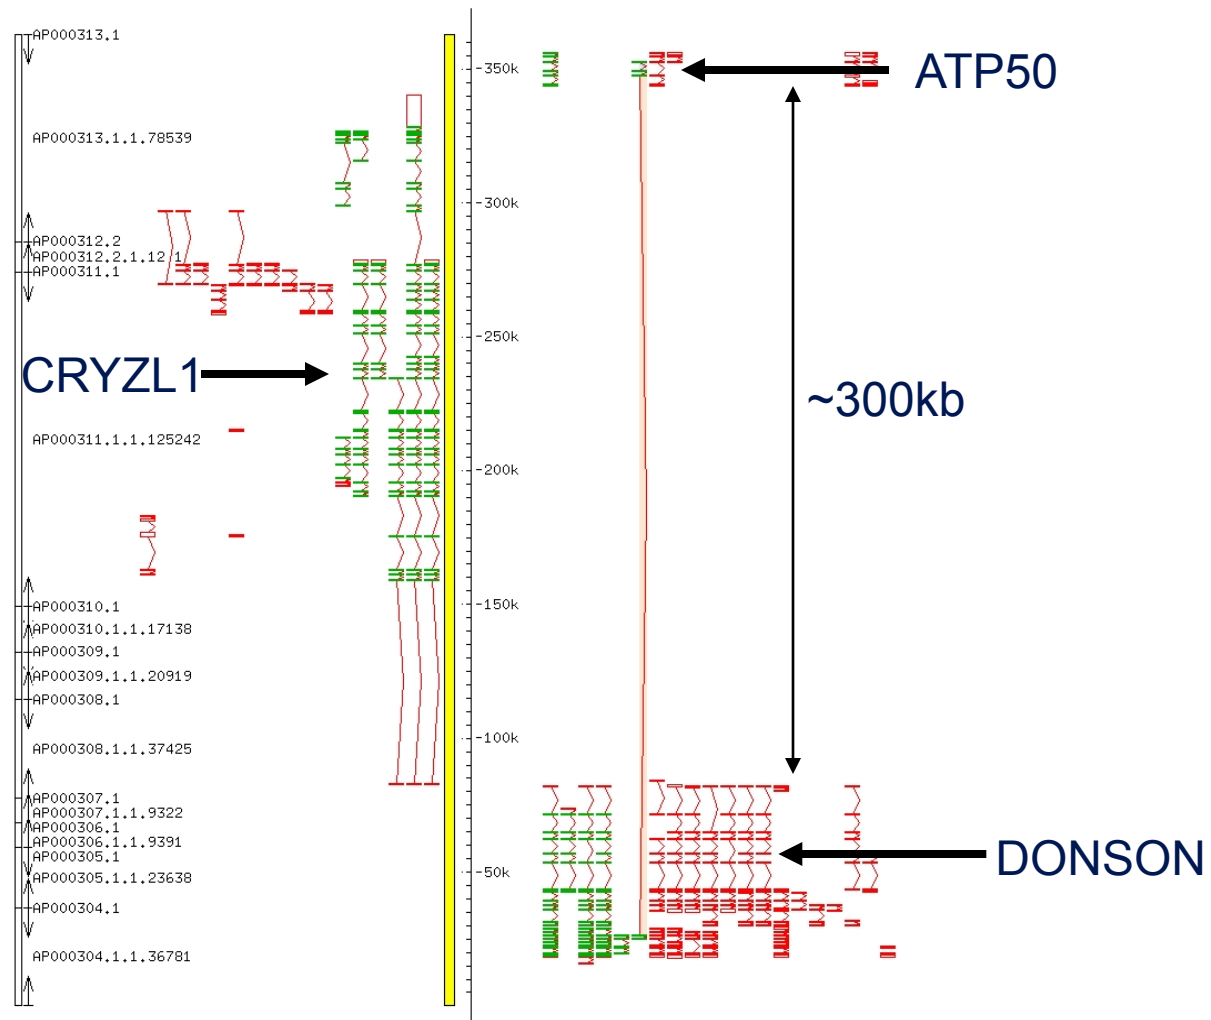 AP000313.1
-350k
ATP50
AP000313.1.1.78539
-300k
AP000312.2
AP000312.2.1.12 1
AP000311.1
-250k
CRYZL1
~300kb
AP000311.1.1.125242
-200k
AP000310.1
-150k
AP000310.1.1.17138
AP000309.1
AP000309.1.1.20919
AP000308.1
-100k
AP000308.1.1.37425
AP000307.1
AP000307.1.1.9322
AP000306.1
AP000306.1.1.9391
AP000305.1
DONSON
AP000305.1.1.23638
-50k
AP000304.1
AP000304.1.1.36781